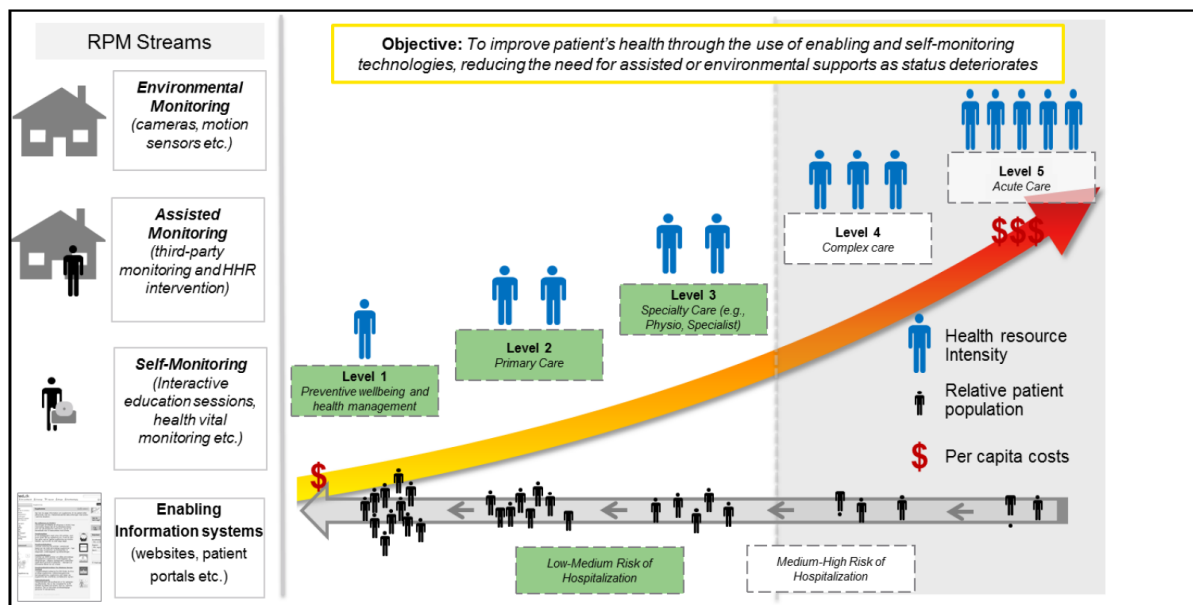 RPM Streams
Environmental
Monitoring
(cameras, motion
sensors etc.)
Assisted
Monitoring
(third-party
monitoring and HHR
intervention)
Self-Monitoring
(Interactive
education sessions,
health vital
monitoring etc.)
Enabling
Information systems
(websites, patient
portals etc.)
Objective: To improve patient's health through the use of enabling and self-monitoring
technologies, reducing the need for assisted or environmental supports as status deteriorates
Level 5
Acute Care
Level 4
Complex care
Level 3
Specialty Care (e.g.,
Physio, Specialist)
Level 2
Primary Care
Level 1
Preventive wellbeing and
health management
$$$
$
Health resource
Intensity
Relative patient
population
$ Per capita costs
Low-Medium Risk of
Hospitalization
Medium-High Risk of
Hospitalization